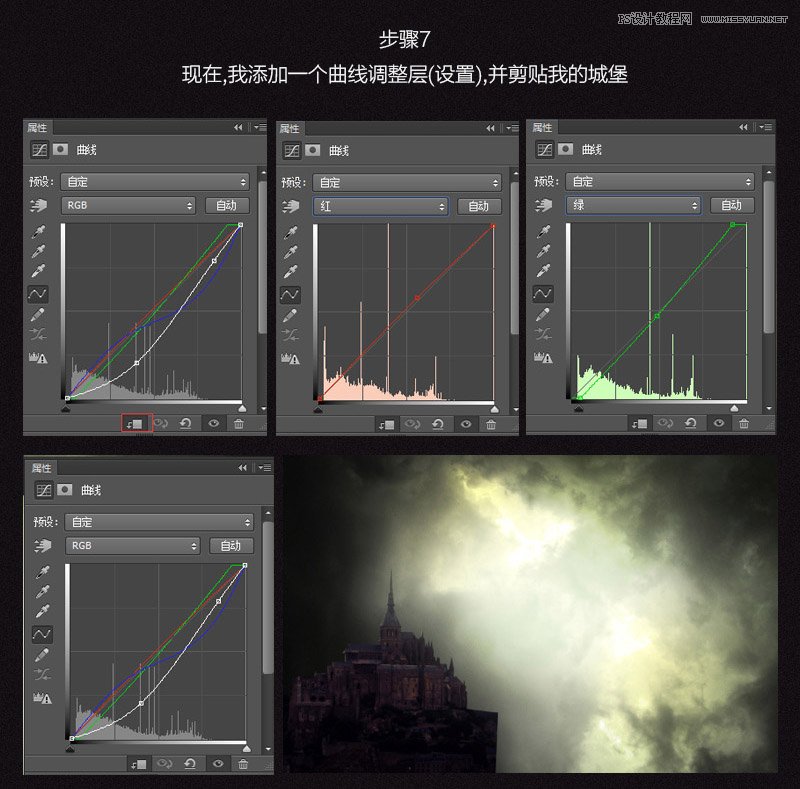 PS设计教程网 WWW.MISSYUAN.NET
步骤7
现在,我添加一个曲线调整层(设置),并剪贴我的城堡
属性
曲线
预设: 自定
RGB 自动
属性
曲线
预设: 自定
红 自动
属性
曲线
预设: 自定
绿 自动
属性
曲线
预设: 自定
RGB 自动